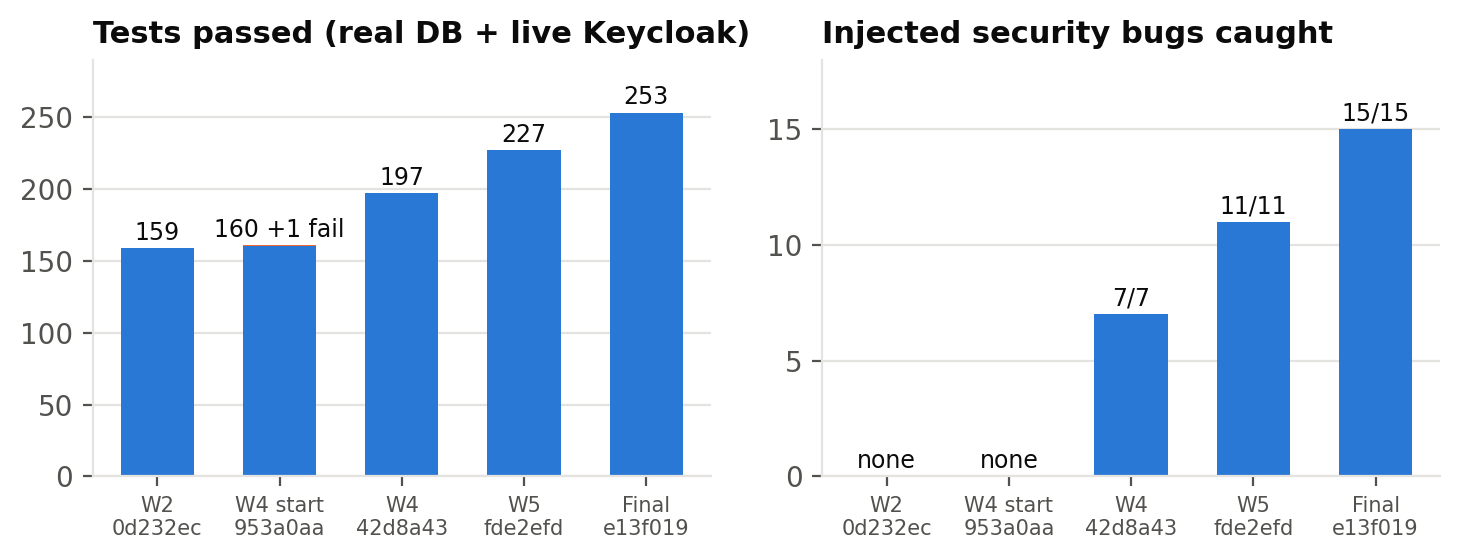 Tests passed (real DB + live Keycloak)
250
200
150
100
50
0
159
160 +1 fail
197
227
253
W2
0d232ec
W4 start
953a0aa
W4
42d8a43
W5
fde2efd
Final
e13f019
Injected security bugs caught
15
10
5
0
none
none
7/7
11/11
15/15
W2
0d232ec
W4 start
953a0aa
W4
42d8a43
W5
fde2efd
Final
e13f019